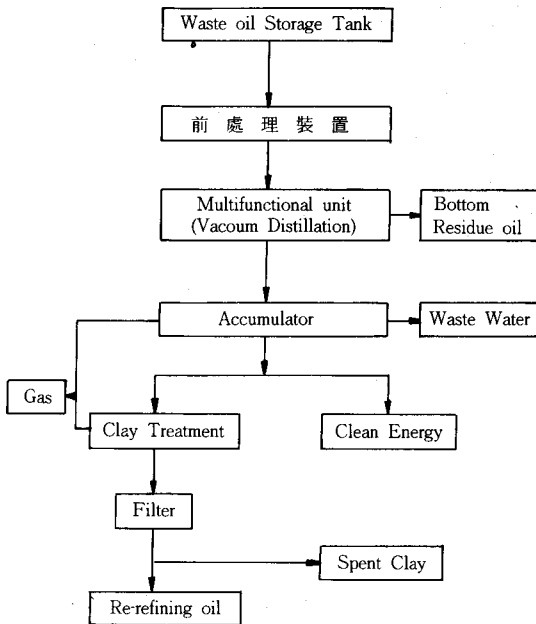 Waste oil Storage Tank
前處理裝置
Multifunctional unit
(Vacoum Distillation)
Bottom
Residue oil
Accumulator
Waste Water
Gas
Clay Treatment
Clean Energy
Filter
Spent Clay
Re-refining oil